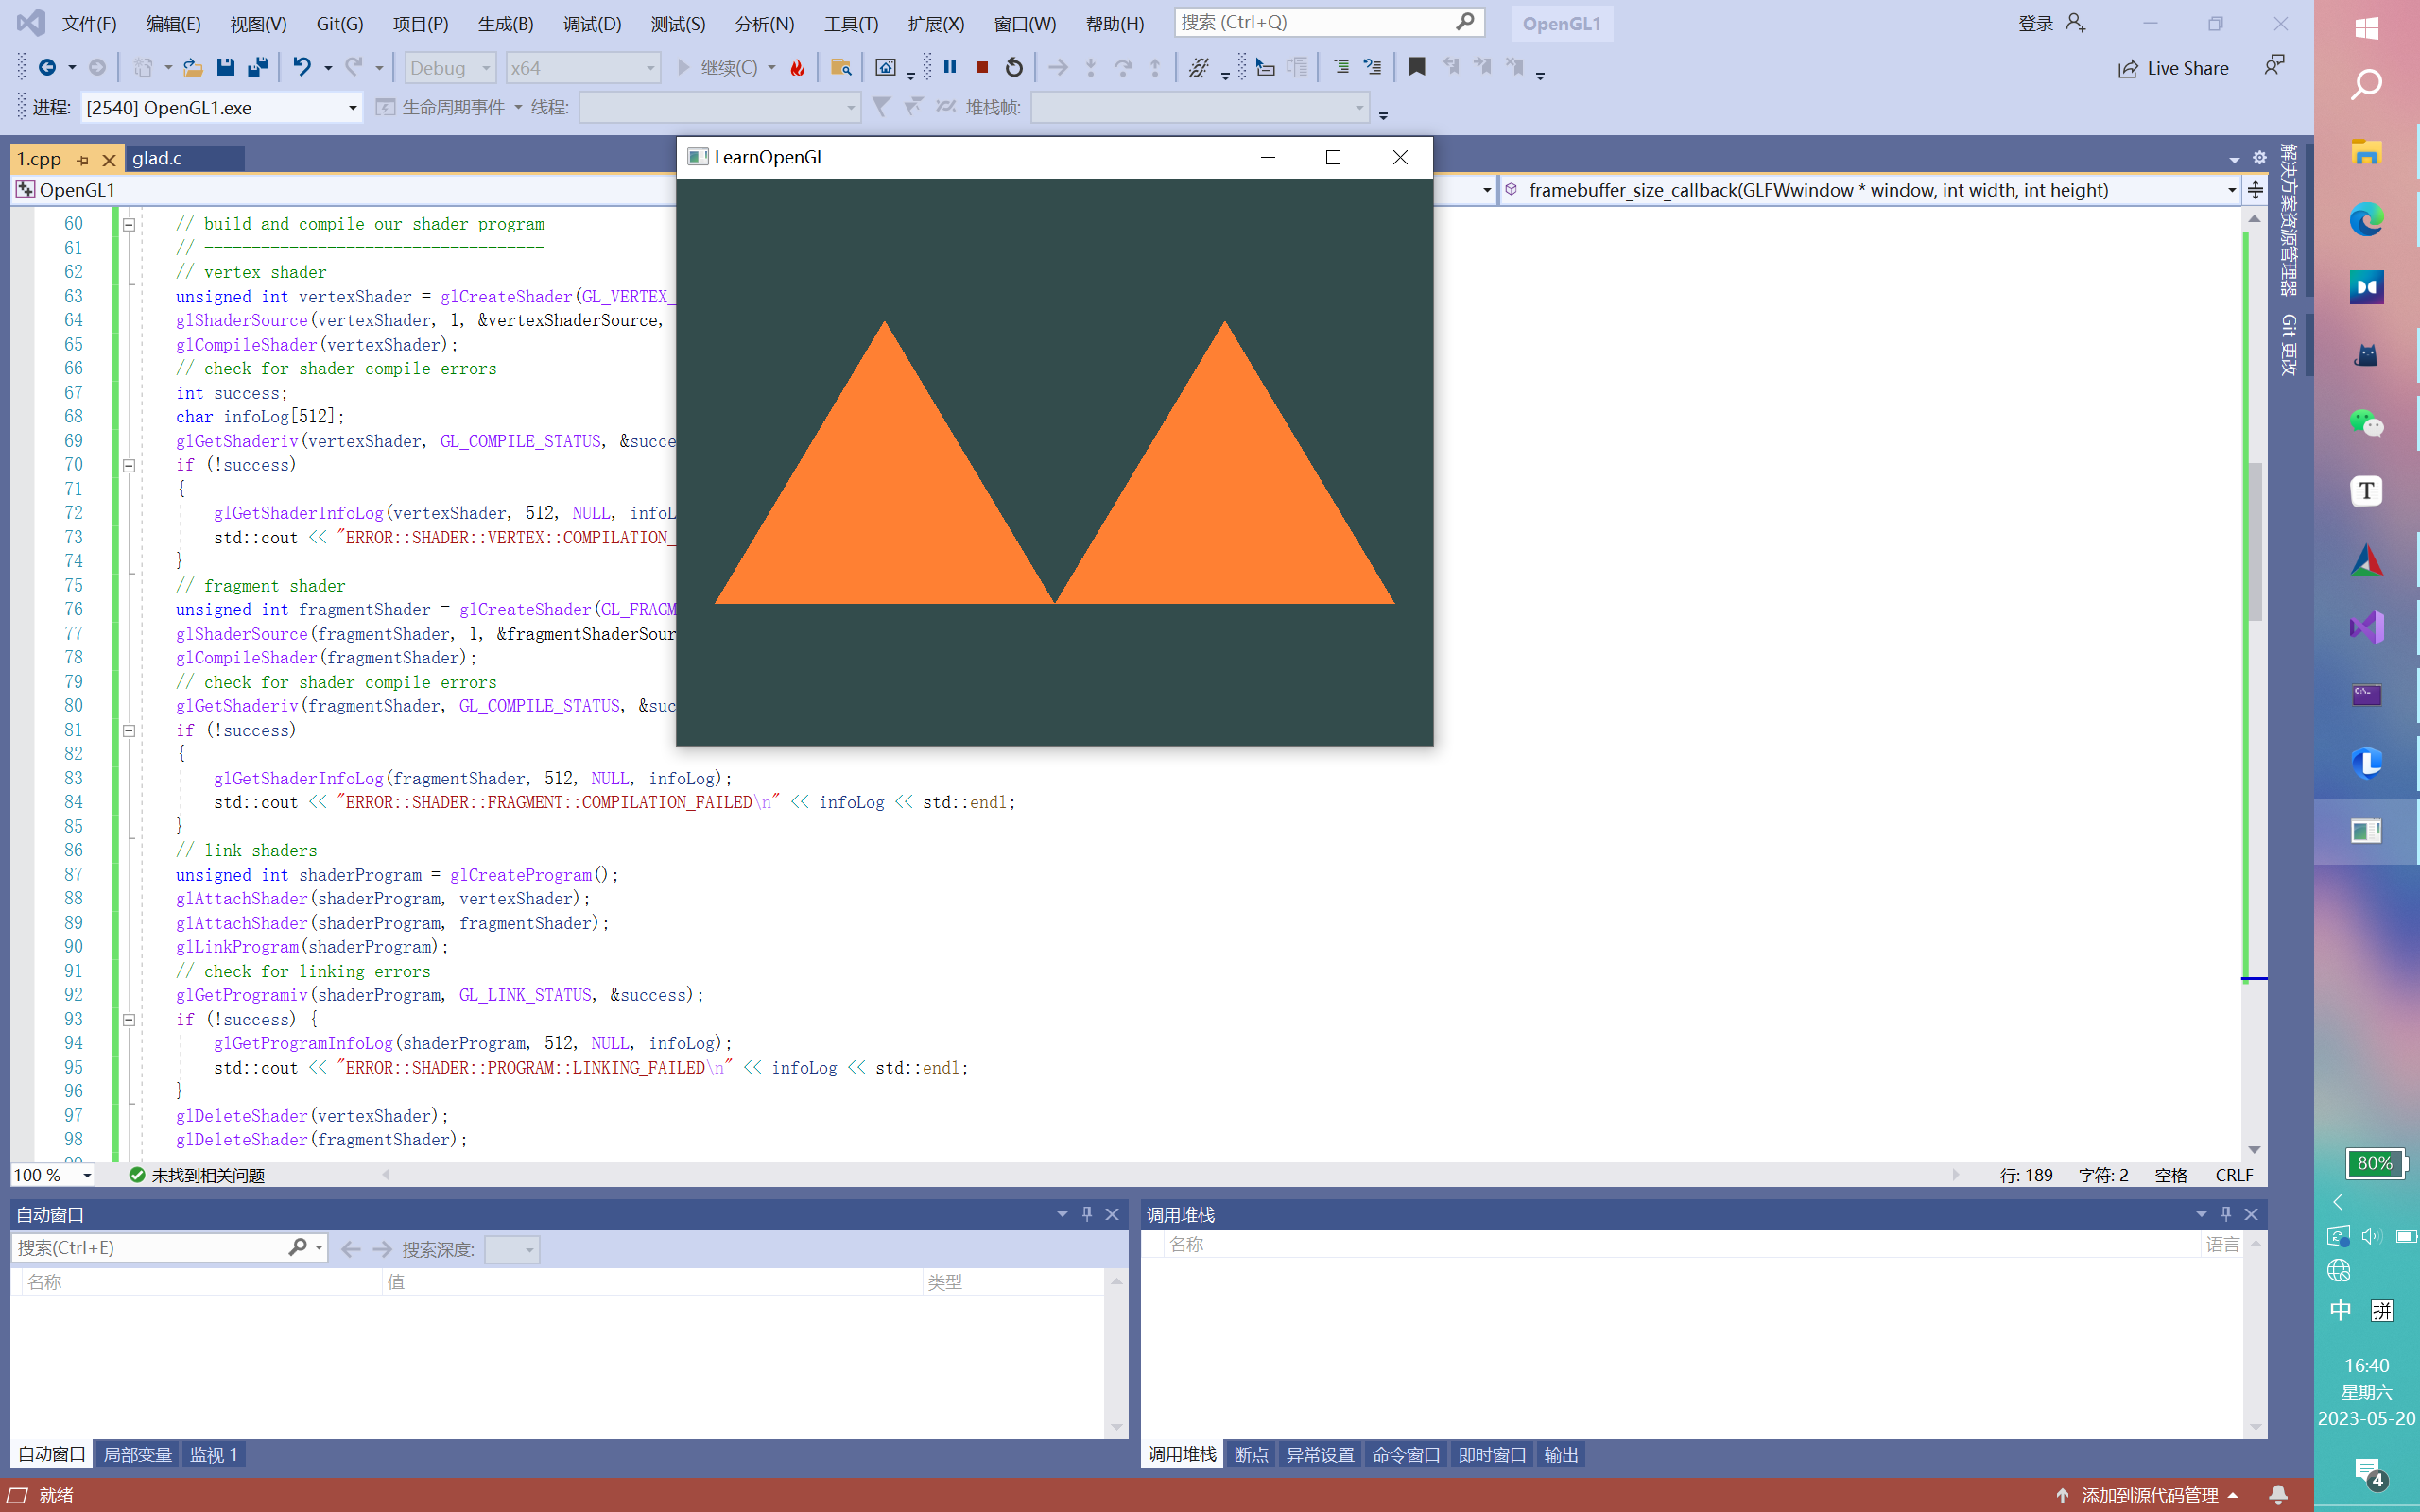 文件(F) 编辑(E) 视图(V) Git(G) 项目(P) 生成(B) 调试(D) 测试(S) 分析(N) 工具(T) 扩展(X) 窗口(W) 帮助(H) 搜索 (Ctrl+Q) OpenGL1 登录
Debug x64 继续(C) Live Share
进程: [2540] OpenGL1.exe 生命周期事件 线程: 堆栈帧:
1.cpp glad.c
LearnOpenGL
OpenGL1 framebuffer_size_callback(GLFWwindow * window, int width, int height)
解决方案资源管理器
Git 更改
60 // build and compile our shader program
61 // ------------------------------------
62 // vertex shader
63 unsigned int vertexShader = glCreateShader(GL_VERTEX_
64 glShaderSource(vertexShader, 1, &vertexShaderSource,
65 glCompileShader(vertexShader);
66 // check for shader compile errors
67 int success;
68 char infoLog[512];
69 glGetShaderiv(vertexShader, GL_COMPILE_STATUS, &succe
70 if (!success)
71 {
72 glGetShaderInfoLog(vertexShader, 512, NULL, infoL
73 std::cout << "ERROR::SHADER::VERTEX::COMPILATION_
74 }
75 // fragment shader
76 unsigned int fragmentShader = glCreateShader(GL_FRAGM
77 glShaderSource(fragmentShader, 1, &fragmentShaderSour
78 glCompileShader(fragmentShader);
79 // check for shader compile errors
80 glGetShaderiv(fragmentShader, GL_COMPILE_STATUS, &suc
81 if (!success)
82 {
83 glGetShaderInfoLog(fragmentShader, 512, NULL, infoLog);
84 std::cout << "ERROR::SHADER::FRAGMENT::COMPILATION_FAILED\n" << infoLog << std::endl;
85 }
86 // link shaders
87 unsigned int shaderProgram = glCreateProgram();
88 glAttachShader(shaderProgram, vertexShader);
89 glAttachShader(shaderProgram, fragmentShader);
90 glLinkProgram(shaderProgram);
91 // check for linking errors
92 glGetProgramiv(shaderProgram, GL_LINK_STATUS, &success);
93 if (!success) {
94 glGetProgramInfoLog(shaderProgram, 512, NULL, infoLog);
95 std::cout << "ERROR::SHADER::PROGRAM::LINKING_FAILED\n" << infoLog << std::endl;
96 }
97 glDeleteShader(vertexShader);
98 glDeleteShader(fragmentShader);
100 % 未找到相关问题 行: 189 字符: 2 空格 CRLF
自动窗口 调用堆栈
搜索(Ctrl+E) 搜索深度: 名称 语言
名称 值 类型
自动窗口 局部变量 监视 1 调用堆栈 断点 异常设置 命令窗口 即时窗口 输出
就绪 添加到源代码管理
T
80%
中 拼
16:40
星期六
2023-05-20
4